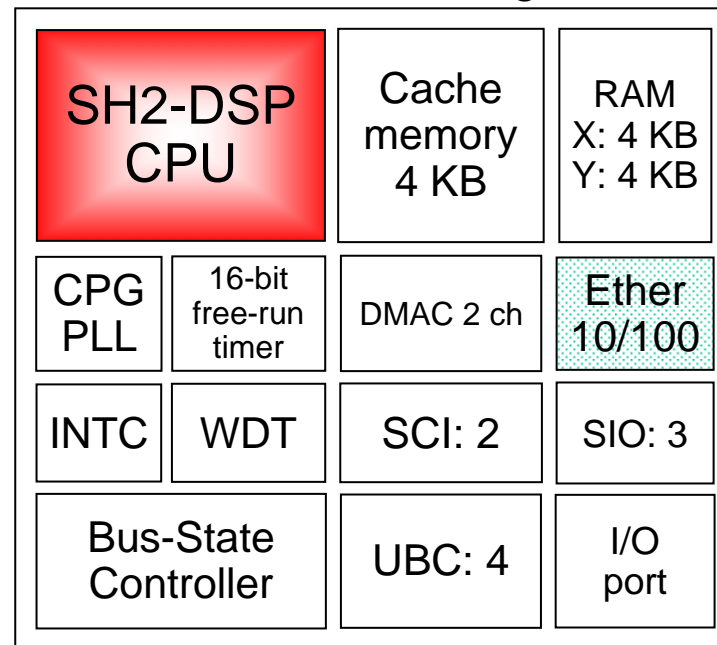 SH2-DSP
CPU
Cache
memory
4 KB
RAM
X: 4 KB
Y: 4 KB
CPG
PLL
16-bit
free-run
timer
DMAC 2 ch
Ether
10/100
INTC
WDT
SCI: 2
SIO: 3
Bus-State
Controller
UBC: 4
I/O
port